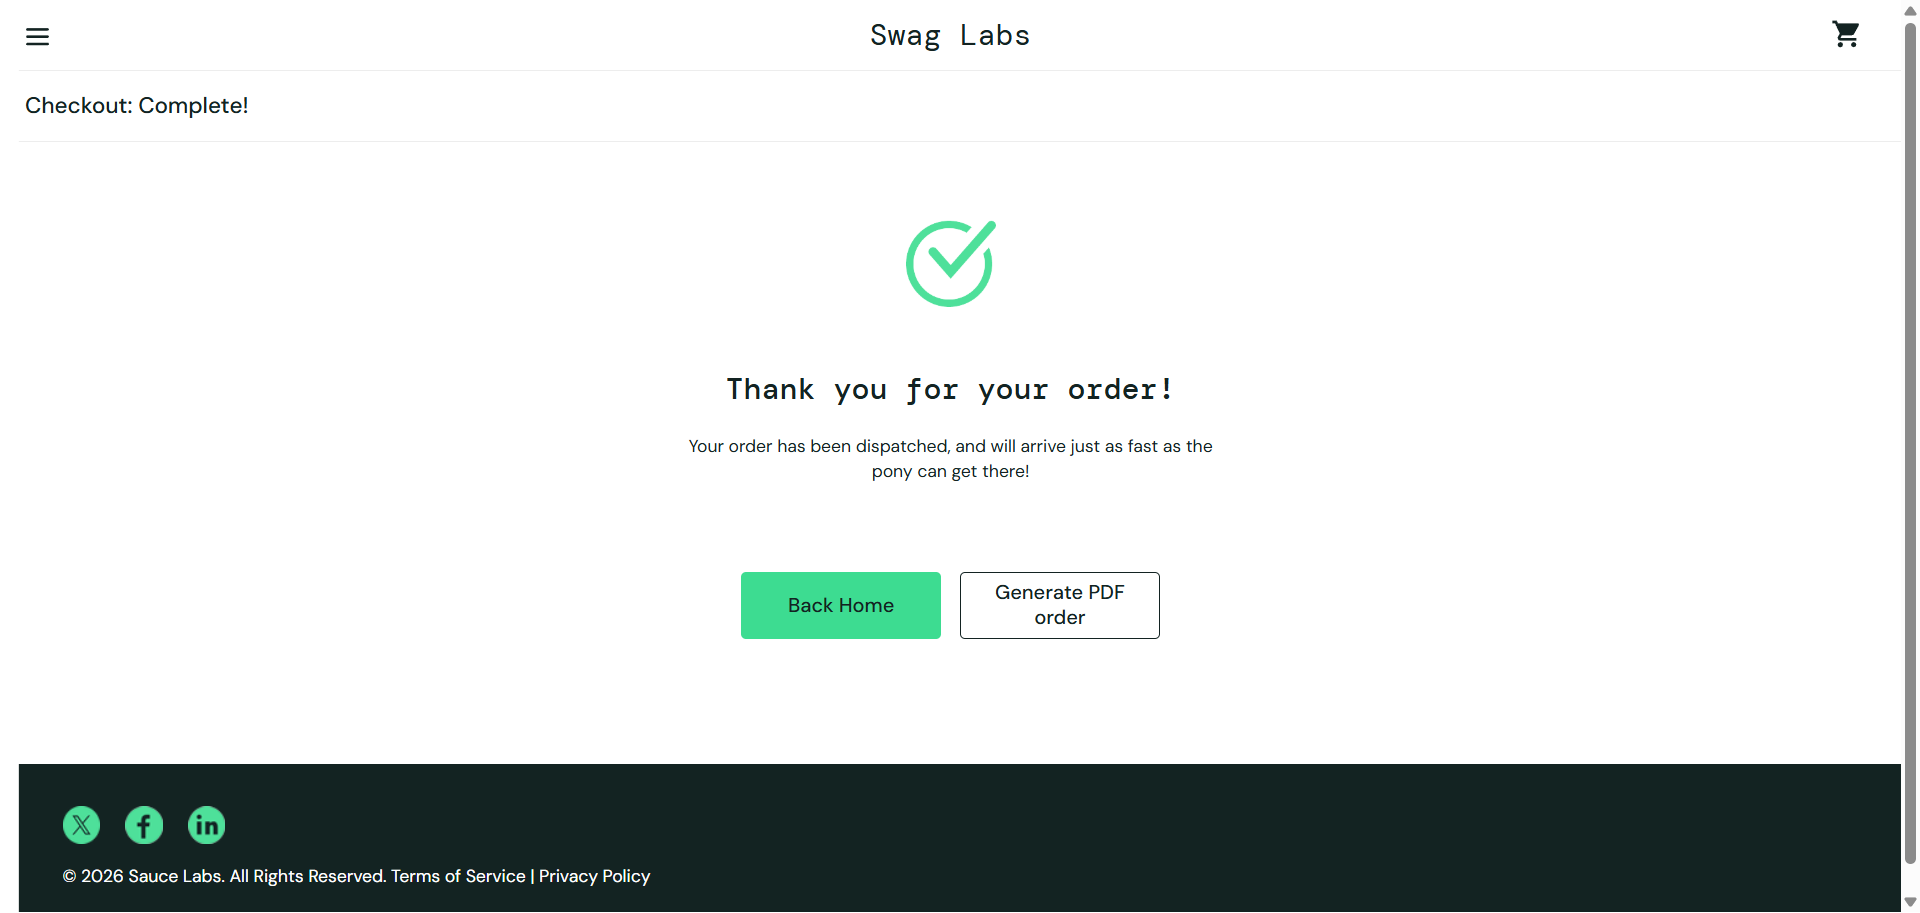 Swag Labs
Checkout: Complete!
Thank you for your order!
Your order has been dispatched, and will arrive just as fast as the
pony can get there!
Back Home
Generate PDF
order
© 2026 Sauce Labs. All Rights Reserved. Terms of Service | Privacy Policy